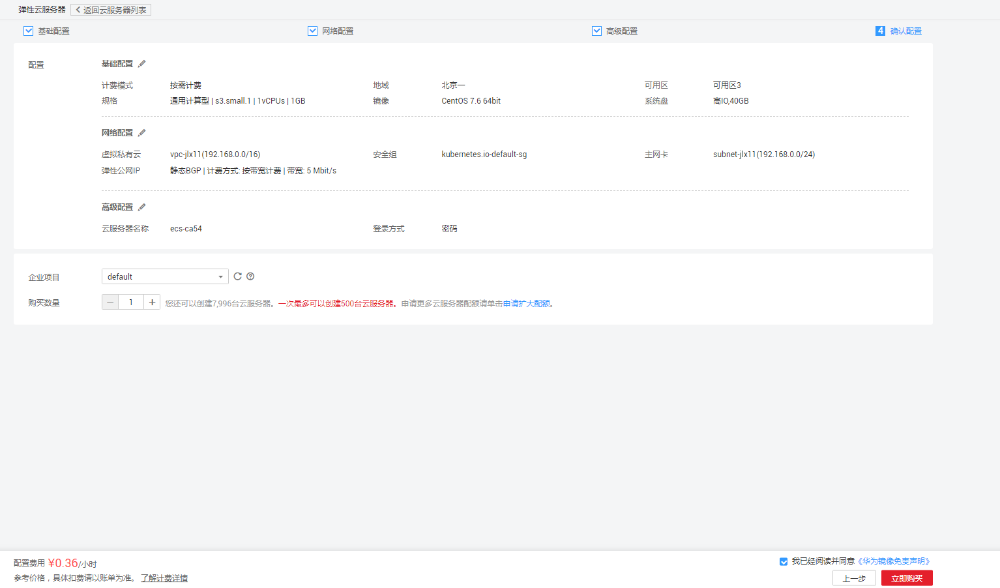 弹性云服务器 返回云服务器列表
基础配置 网络配置 高级配置 4 确认配置
配置 基础配置
计费模式 按需计费 地域 北京一 可用区 可用区3
规格 通用计算型 | s3.small.1 | 1vCPUs | 1GB 镜像 CentOS 7.6 64bit 系统盘 高IO,40GB
网络配置
虚拟私有云 vpc-jlx11(192.168.0.0/16) 安全组 kubernetes.io-default-sg 主网卡 subnet-jlx11(192.168.0.0/24)
弹性公网IP 静态BGP | 计费方式: 按带宽计费 | 带宽: 5 Mbit/s
高级配置
云服务器名称 ecs-ca54 登录方式 密码
企业项目 default
购买数量 1 您还可以创建7,996台云服务器。一次最多可以创建500台云服务器。申请更多云服务器配额请单击申请扩大配额。
配置费用 ¥0.36/小时
参考价格，具体扣费请以账单为准。 了解计费详情
我已经阅读并同意《华为镜像免责声明》
上一步 立即购买